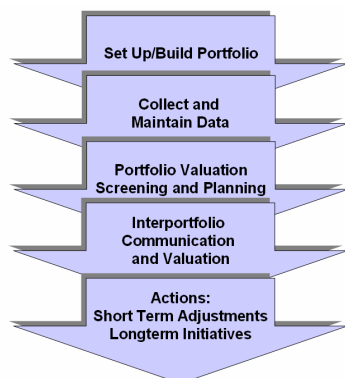 Set Up/Build Portfolio
Collect and
Maintain Data
Portfolio Valuation
Screening and Planning
Interportfolio
Communication
and Valuation
Actions:
Short Term Adjustments
Longterm Initiatives